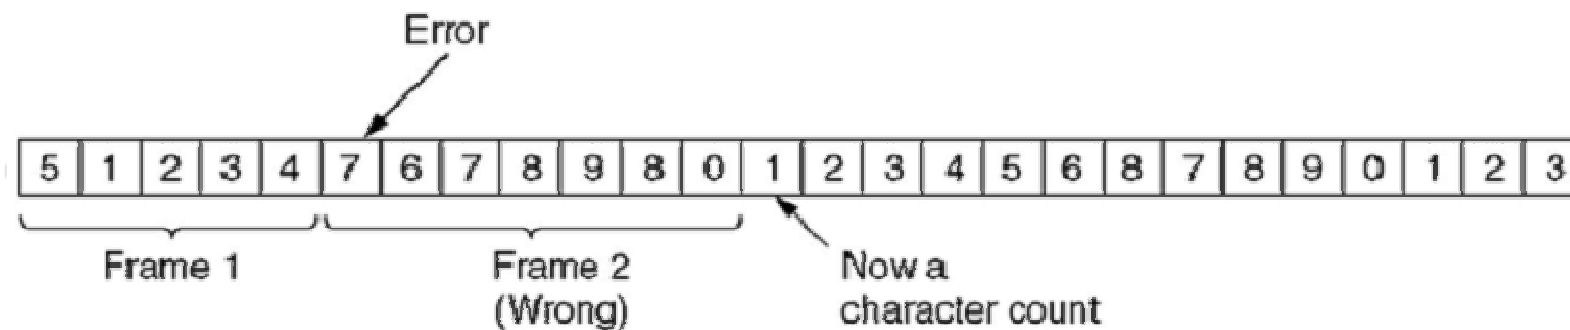 Error
5 1 2 3 4 7 6 7 8 9 8 0 1 2 3 4 5 6 8 7 8 9 0 1 2 3
Frame 1
Frame 2
(Wrong)
Now a
character count